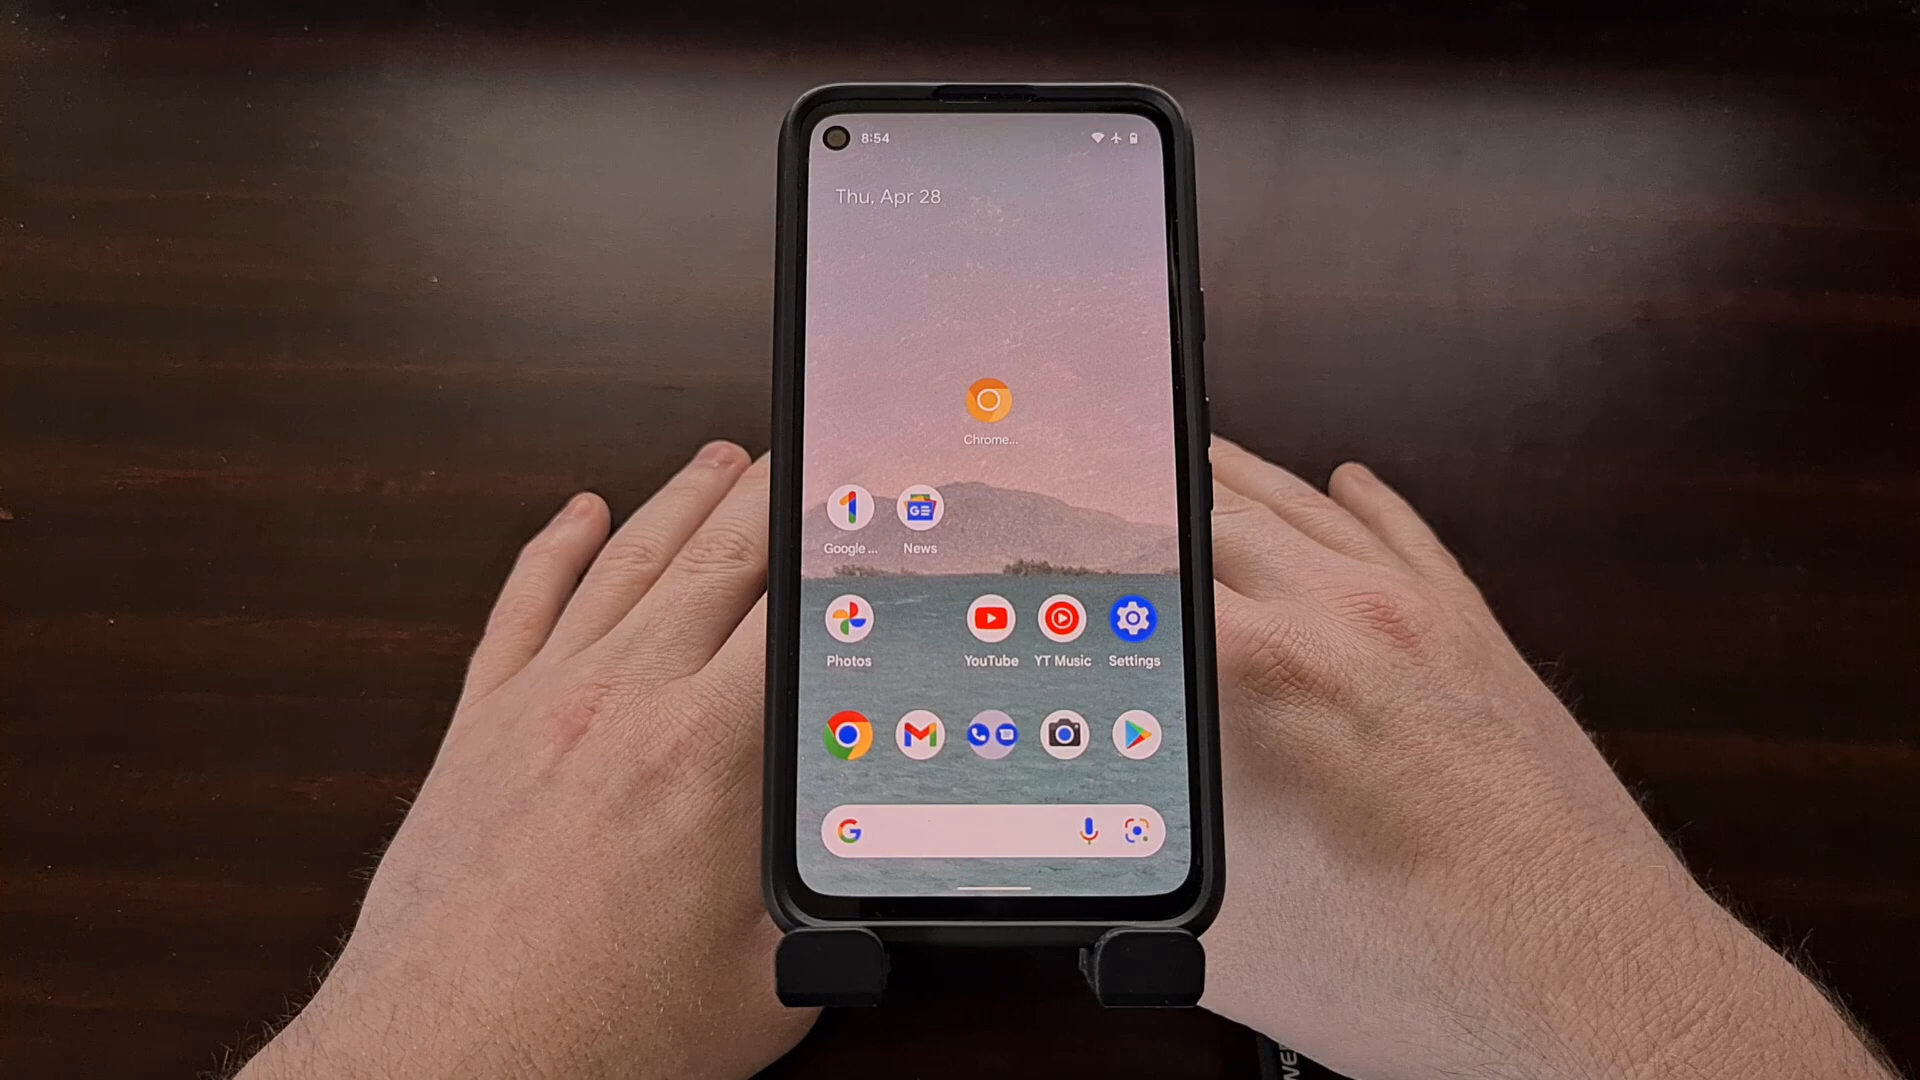 8:54
Thu, Apr 28
Chrome...
Google ...
News
Photos
YouTube
YT Music
Settings